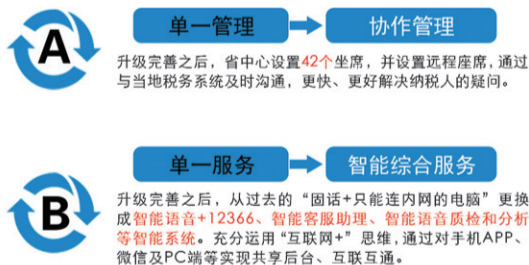 A
单一管理 协作管理
升级完善之后，省中心设置42个坐席，并设置远程座席，通过
与当地税务系统及时沟通，更快、更好解决纳税人的疑问。
B
单一服务 智能综合服务
升级完善之后，从过去的“固话+只能连内网的电脑”更换
成智能语音+12366、智能客服助理、智能语音质检和分析
等智能系统。充分运用“互联网+”思维，通过对手机APP、
微信及PC端等实现共享后台、互联互通。